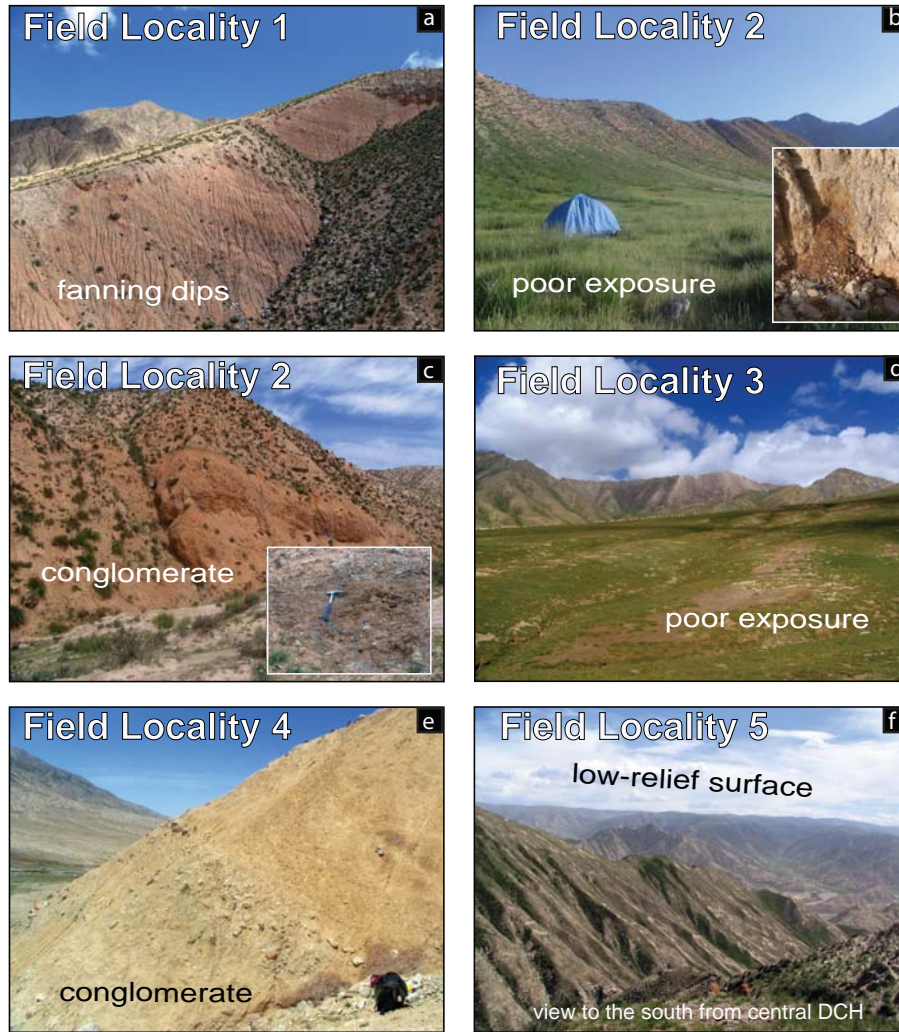 Field Locality 1
a
fanning dips
Field Locality 2
b
poor exposure
Field Locality 2
c
conglomerate
Field Locality 3
d
poor exposure
Field Locality 4
e
conglomerate
Field Locality 5
f
low-relief surface
view to the south from central DCH